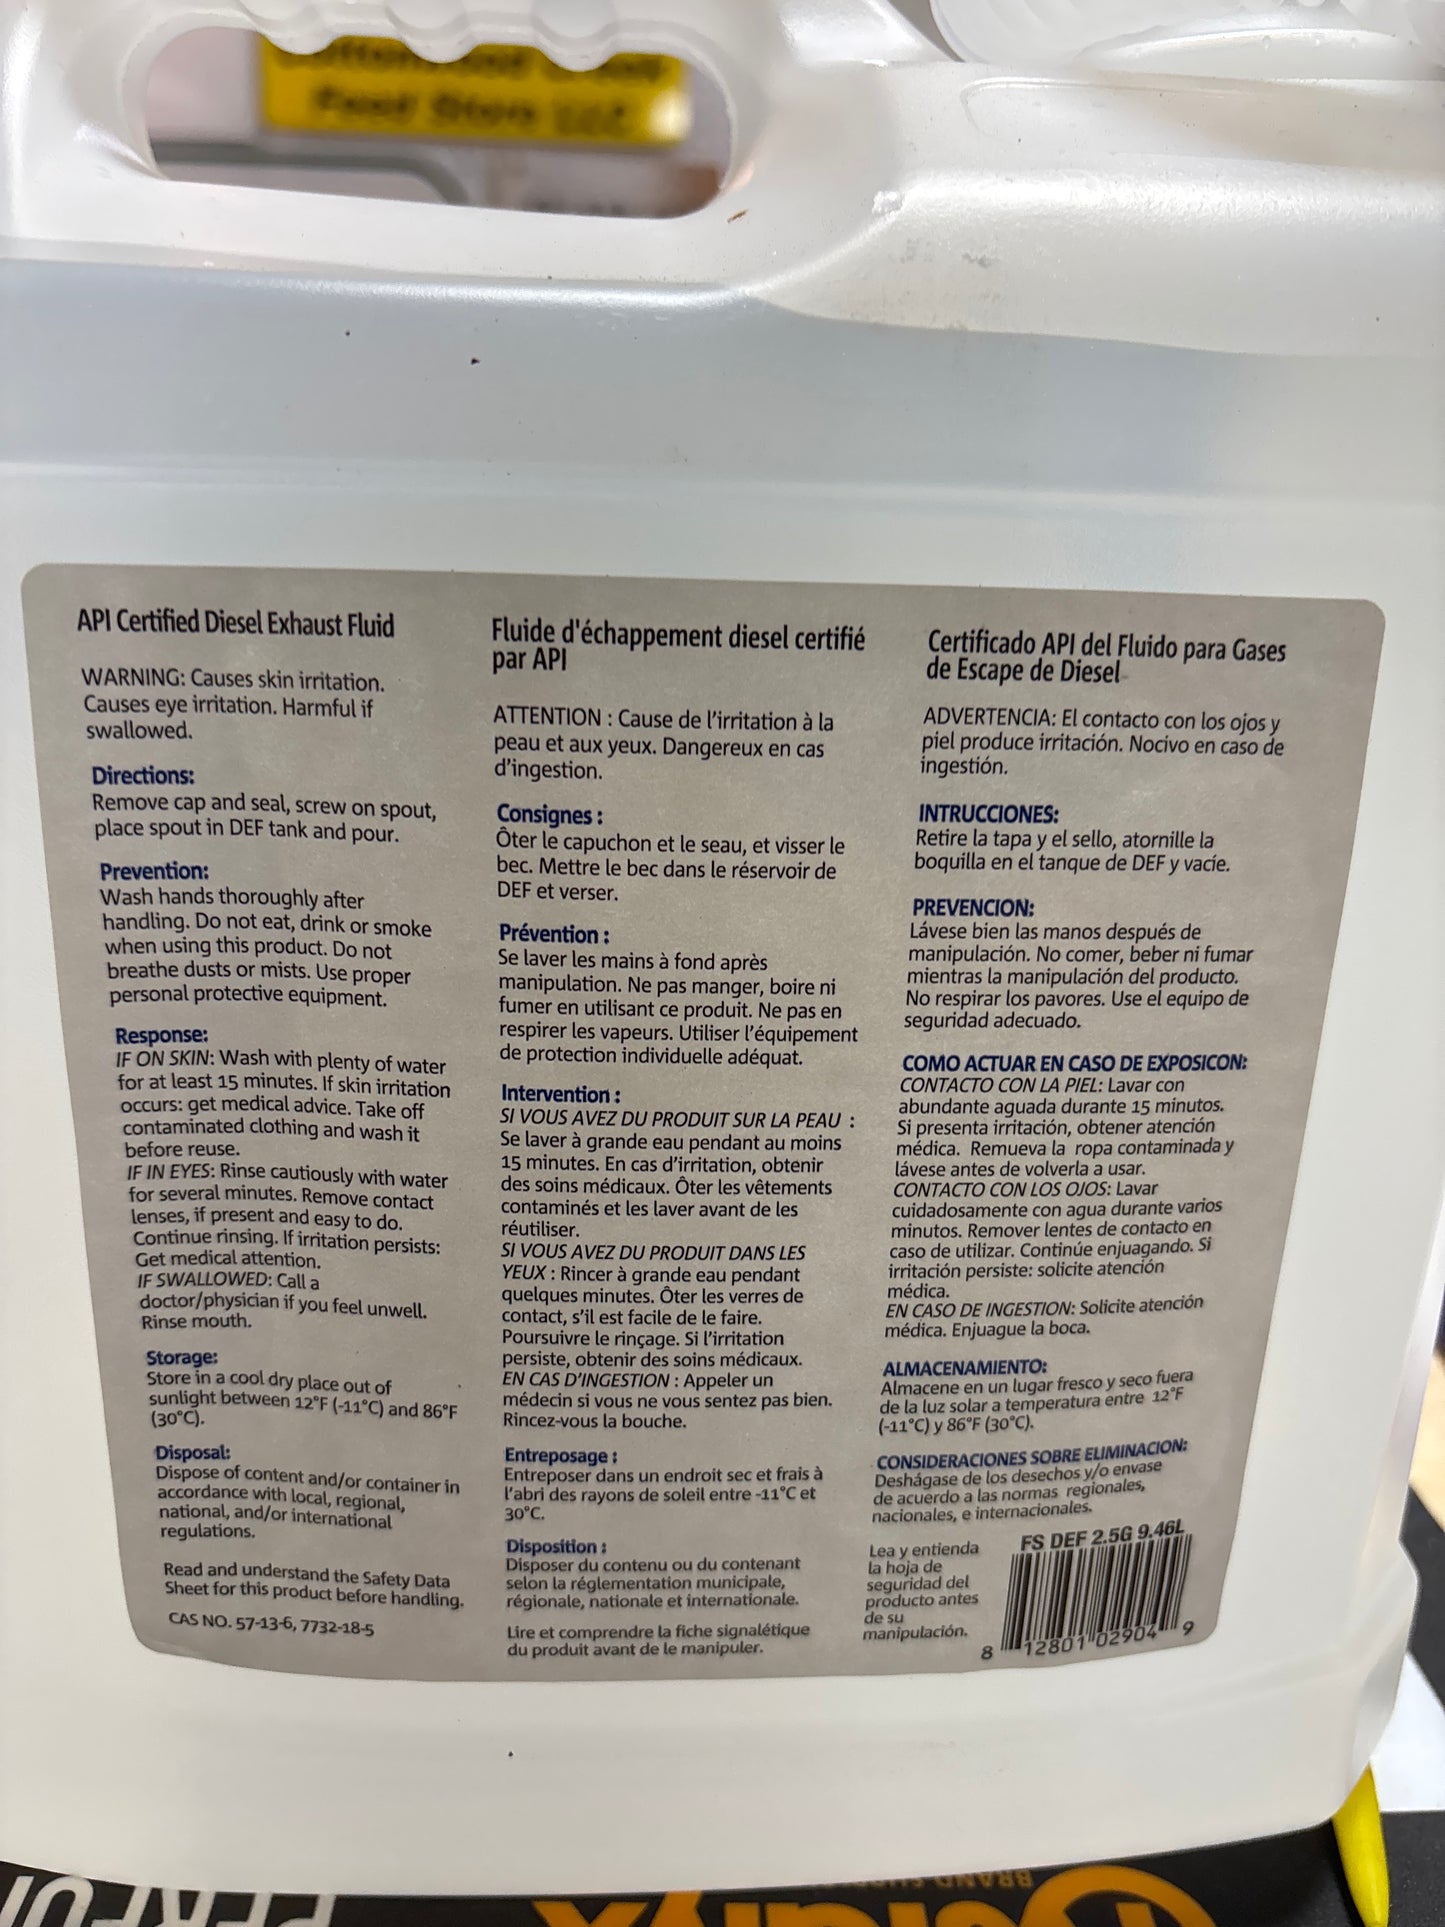 Food Store LLC
API Certified Diesel Exhaust Fluid
WARNING: Causes skin irritation.
Causes eye irritation. Harmful if
swallowed.
Directions:
Remove cap and seal, screw on spout,
place spout in DEF tank and pour.
Prevention:
Wash hands thoroughly after
handling. Do not eat, drink or smoke
when using this product. Do not
breathe dusts or mists. Use proper
personal protective equipment.
Response:
IF ON SKIN: Wash with plenty of water
for at least 15 minutes. If skin irritation
occurs: get medical advice. Take off
contaminated clothing and wash it
before reuse.
IF IN EYES: Rinse cautiously with water
for several minutes. Remove contact
lenses, if present and easy to do.
Continue rinsing. If irritation persists:
Get medical attention.
IF SWALLOWED: Call a
doctor/physician if you feel unwell.
Rinse mouth.
Storage:
Store in a cool dry place out of
sunlight between 12°F (-11°C) and 86°F
(30°C).
Disposal:
Dispose of content and/or container in
accordance with local, regional,
national, and/or international
regulations.
Read and understand the Safety Data
Sheet for this product before handling.
CAS NO. 57-13-6, 7732-18-5
Fluide d'échappement diesel certifié
par API
ATTENTION : Cause de l'irritation à la
peau et aux yeux. Dangereux en cas
d'ingestion.
Consignes :
Ôter le capuchon et le seau, et visser le
bec. Mettre le bec dans le réservoir de
DEF et verser.
Prévention :
Se laver les mains à fond après
manipulation. Ne pas manger, boire ni
fumer en utilisant ce produit. Ne pas en
respirer les vapeurs. Utiliser l'équipement
de protection individuelle adéquat.
Intervention :
SI VOUS AVEZ DU PRODUIT SUR LA PEAU :
Se laver à grande eau pendant au moins
15 minutes. En cas d'irritation, obtenir
des soins médicaux. Ôter les vêtements
contaminés et les laver avant de les
réutiliser.
SI VOUS AVEZ DU PRODUIT DANS LES
YEUX : Rincer à grande eau pendant
quelques minutes. Ôter les verres de
contact, s'il est facile de le faire.
Poursuivre le rinçage. Si l'irritation
persiste, obtenir des soins médicaux.
EN CAS D'INGESTION : Appeler un
médecin si vous ne vous sentez pas bien.
Rincez-vous la bouche.
Entreposage :
Entreposer dans un endroit sec et frais à
l'abri des rayons de soleil entre -11°C et
30°C.
Disposition :
Disposer du contenu ou du contenant
selon la réglementation municipale,
régionale, nationale et internationale.
Lire et comprendre la fiche signalétique
du produit avant de le manipuler.
Certificado API del Fluido para Gases
de Escape de Diesel
ADVERTENCIA: El contacto con los ojos y
piel produce irritación. Nocivo en caso de
ingestión.
INTRUCCIONES:
Retire la tapa y el sello, atornille la
boquilla en el tanque de DEF y vacíe.
PREVENCION:
Lávese bien las manos después de
manipulación. No comer, beber ni fumar
mientras la manipulación del producto.
No respirar los pavores. Use el equipo de
seguridad adecuado.
COMO ACTUAR EN CASO DE EXPOSICON:
CONTACTO CON LA PIEL: Lavar con
abundante aguada durante 15 minutos.
Si presenta irritación, obtener atención
médica. Remueva la ropa contaminada y
lávese antes de volverla a usar.
CONTACTO CON LOS OJOS: Lavar
cuidadosamente con agua durante varios
minutos. Remover lentes de contacto en
caso de utilizar. Continúe enjuagando. Si
irritación persiste: solicite atención
médica.
EN CASO DE INGESTION: Solicite atención
médica. Enjuague la boca.
ALMACENAMIENTO:
Almacene en un lugar fresco y seco fuera
de la luz solar a temperatura entre 12°F
(-11°C) y 86°F (30°C).
CONSIDERACIONES SOBRE ELIMINACION:
Deshágase de los desechos y/o envase
de acuerdo a las normas regionales,
nacionales, e internacionales.
Lea y entienda
la hoja de
seguridad del
producto antes
de su
manipulación.
FS DEF 2.5G 9.46L
8 12801 02904 9